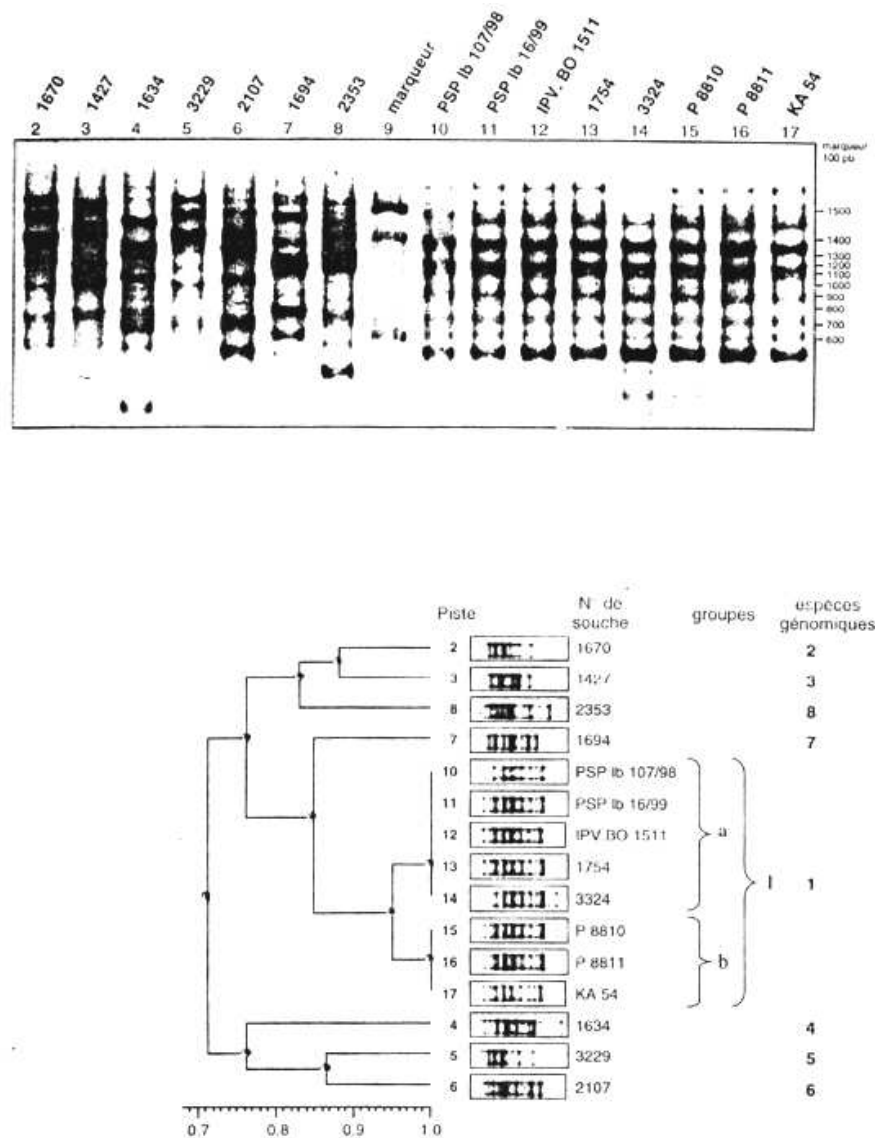 1670 1427 1634 3229 2107 1694 2353 marqueur PSP Ib 107/98 PSP Ib 16/99 IPV. BO 1511 1754 3324 P 8810 P 8811 KA 54
2 3 4 5 6 7 8 9 10 11 12 13 14 15 16 17
marqueur
100 pb
1500
1400
1300
1200
1100
1000
900
800
700
600
Piste N° de souche groupes espèces génomiques
2 1670 2
3 1427 3
8 2353 8
7 1694 7
10 PSP Ib 107/98
11 PSP Ib 16/99
12 IPV BO 1511 a
13 1754 I 1
14 3324
15 P 8810
16 P 8811 b
17 KA 54
4 1634 4
5 3229 5
6 2107 6
0.7 0.8 0.9 1.0